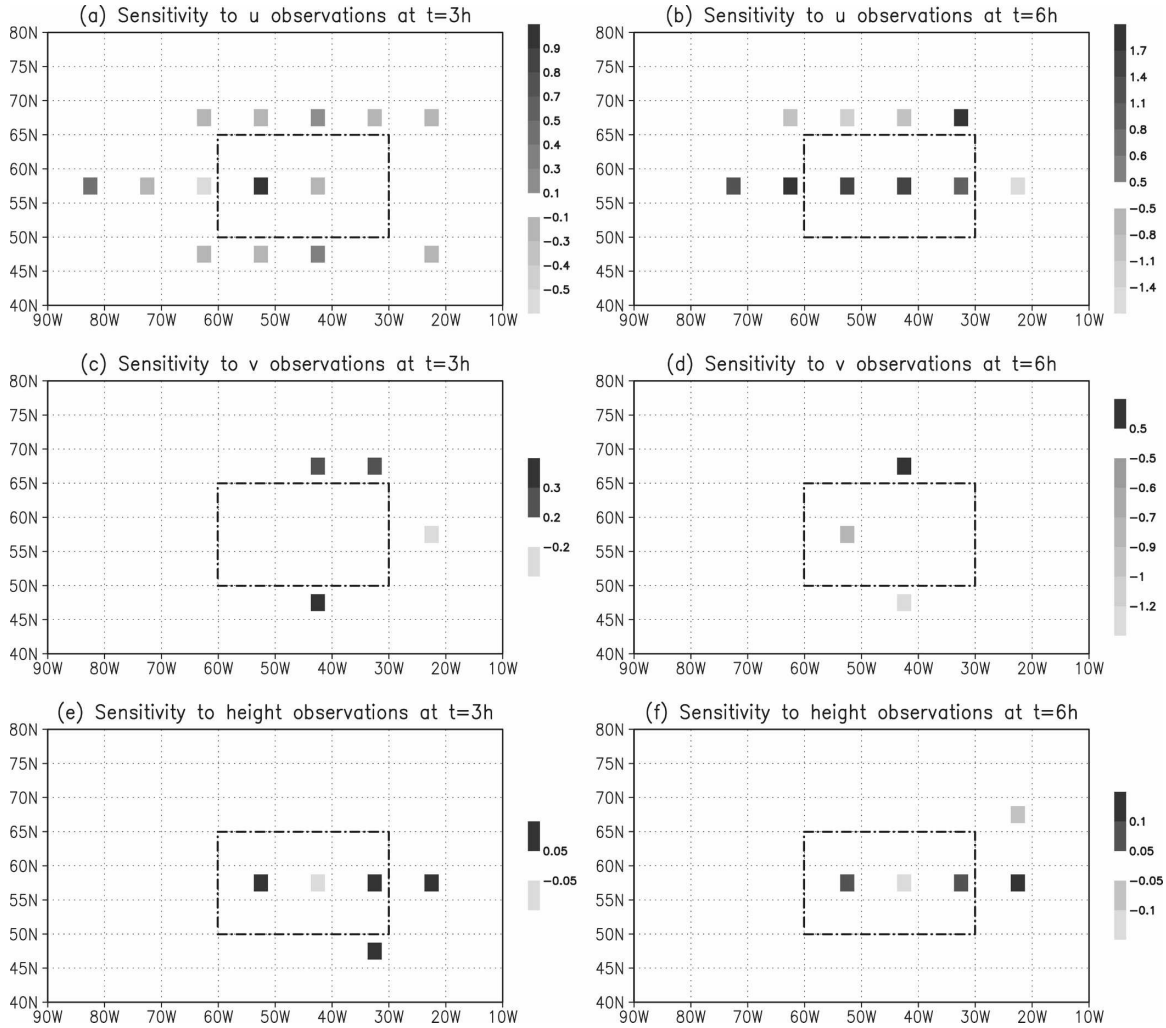 (a) Sensitivity to u observations at t=3h
80N
75N
70N
65N
60N
55N
50N
45N
40N
90W 80W 70W 60W 50W 40W 30W 20W 10W
0.9
0.8
0.7
0.5
0.4
0.3
0.1
-0.1
-0.3
-0.4
-0.5
(b) Sensitivity to u observations at t=6h
80N
75N
70N
65N
60N
55N
50N
45N
40N
90W 80W 70W 60W 50W 40W 30W 20W 10W
1.7
1.4
1.1
0.8
0.6
0.5
-0.5
-0.8
-1.1
-1.4
(c) Sensitivity to v observations at t=3h
80N
75N
70N
65N
60N
55N
50N
45N
40N
90W 80W 70W 60W 50W 40W 30W 20W 10W
0.3
0.2
-0.2
(d) Sensitivity to v observations at t=6h
80N
75N
70N
65N
60N
55N
50N
45N
40N
90W 80W 70W 60W 50W 40W 30W 20W 10W
0.5
-0.5
-0.6
-0.7
-0.9
-1
-1.2
(e) Sensitivity to height observations at t=3h
80N
75N
70N
65N
60N
55N
50N
45N
40N
90W 80W 70W 60W 50W 40W 30W 20W 10W
0.05
-0.05
(f) Sensitivity to height observations at t=6h
80N
75N
70N
65N
60N
55N
50N
45N
40N
90W 80W 70W 60W 50W 40W 30W 20W 10W
0.1
0.05
-0.05
-0.1